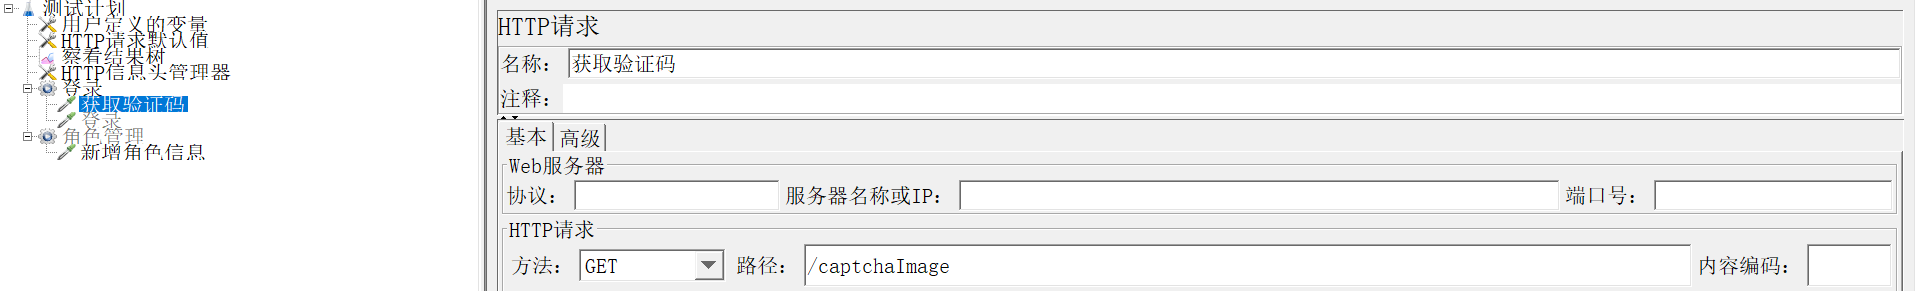 测试计划
用户定义的变量
HTTP请求默认值
察看结果树
HTTP信息头管理器
登录
获取验证码
登录
角色管理
新增角色信息
HTTP请求
名称： 获取验证码
注释：
基本 高级
Web服务器
协议： 服务器名称或IP： 端口号：
HTTP请求
方法： GET 路径： /captchaImage 内容编码：